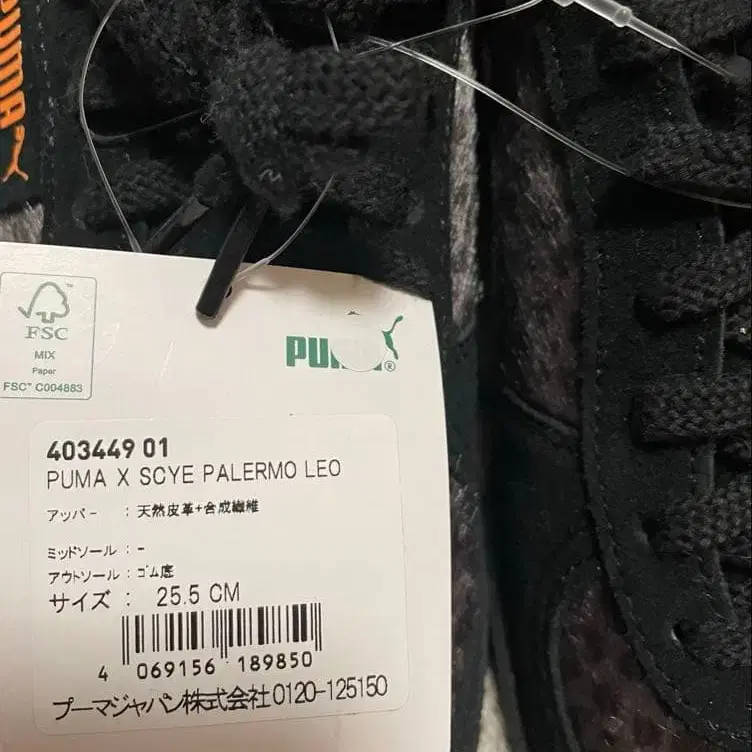 PUMA
FSC
MIX
Paper
FSC™ C004883
PUMA®
403449 01
PUMA X SCYE PALERMO LEO
アッパー : 天然皮革+合成繊維
ミッドソール : -
アウトソール : ゴム底
サイズ : 25.5 CM
4 069156 189850
プーマジャパン株式会社0120-125150